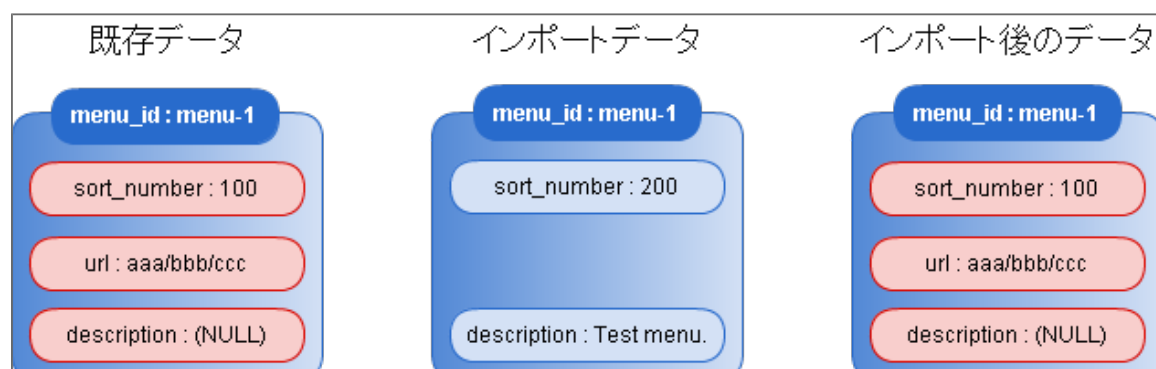 既存データ
インポートデータ
インポート後のデータ
menu_id : menu-1
menu_id : menu-1
menu_id : menu-1
sort_number : 100
sort_number : 200
sort_number : 100
url : aaa/bbb/ccc
url : aaa/bbb/ccc
description : (NULL)
description : Test menu.
description : (NULL)